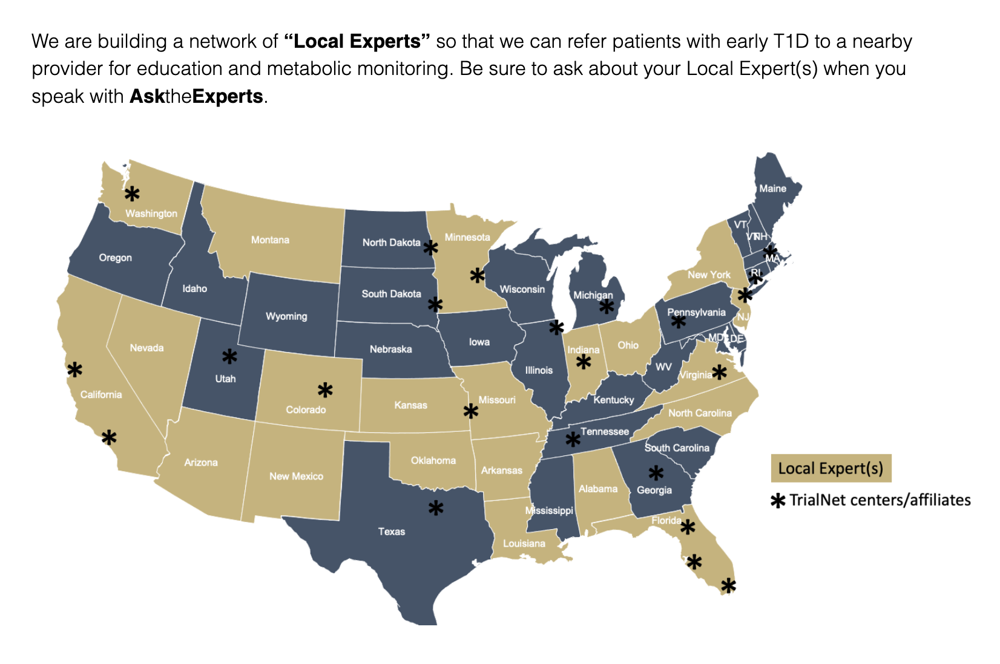 We are building a network of “Local Experts” so that we can refer patients with early T1D to a nearby
provider for education and metabolic monitoring. Be sure to ask about your Local Expert(s) when you
speak with AsktheExperts.
Maine
Washington
VT
VT
NH
Montana
Minnesota
North Dakota
Oregon
MA
New York
RI
Idaho
South Dakota
Wisconsin
Michigan
Wyoming
Pennsylvania
NJ
MD
DE
Nevada
Nebraska
Iowa
Indiana
Ohio
Utah
Illinois
WV
Virginia
California
Colorado
Kansas
Missouri
Kentucky
North Carolina
Tennessee
South Carolina
Arizona
New Mexico
Oklahoma
Arkansas
Alabama
Georgia
Mississippi
Florida
Texas
Louisiana
Local Expert(s)
* TrialNet centers/affiliates